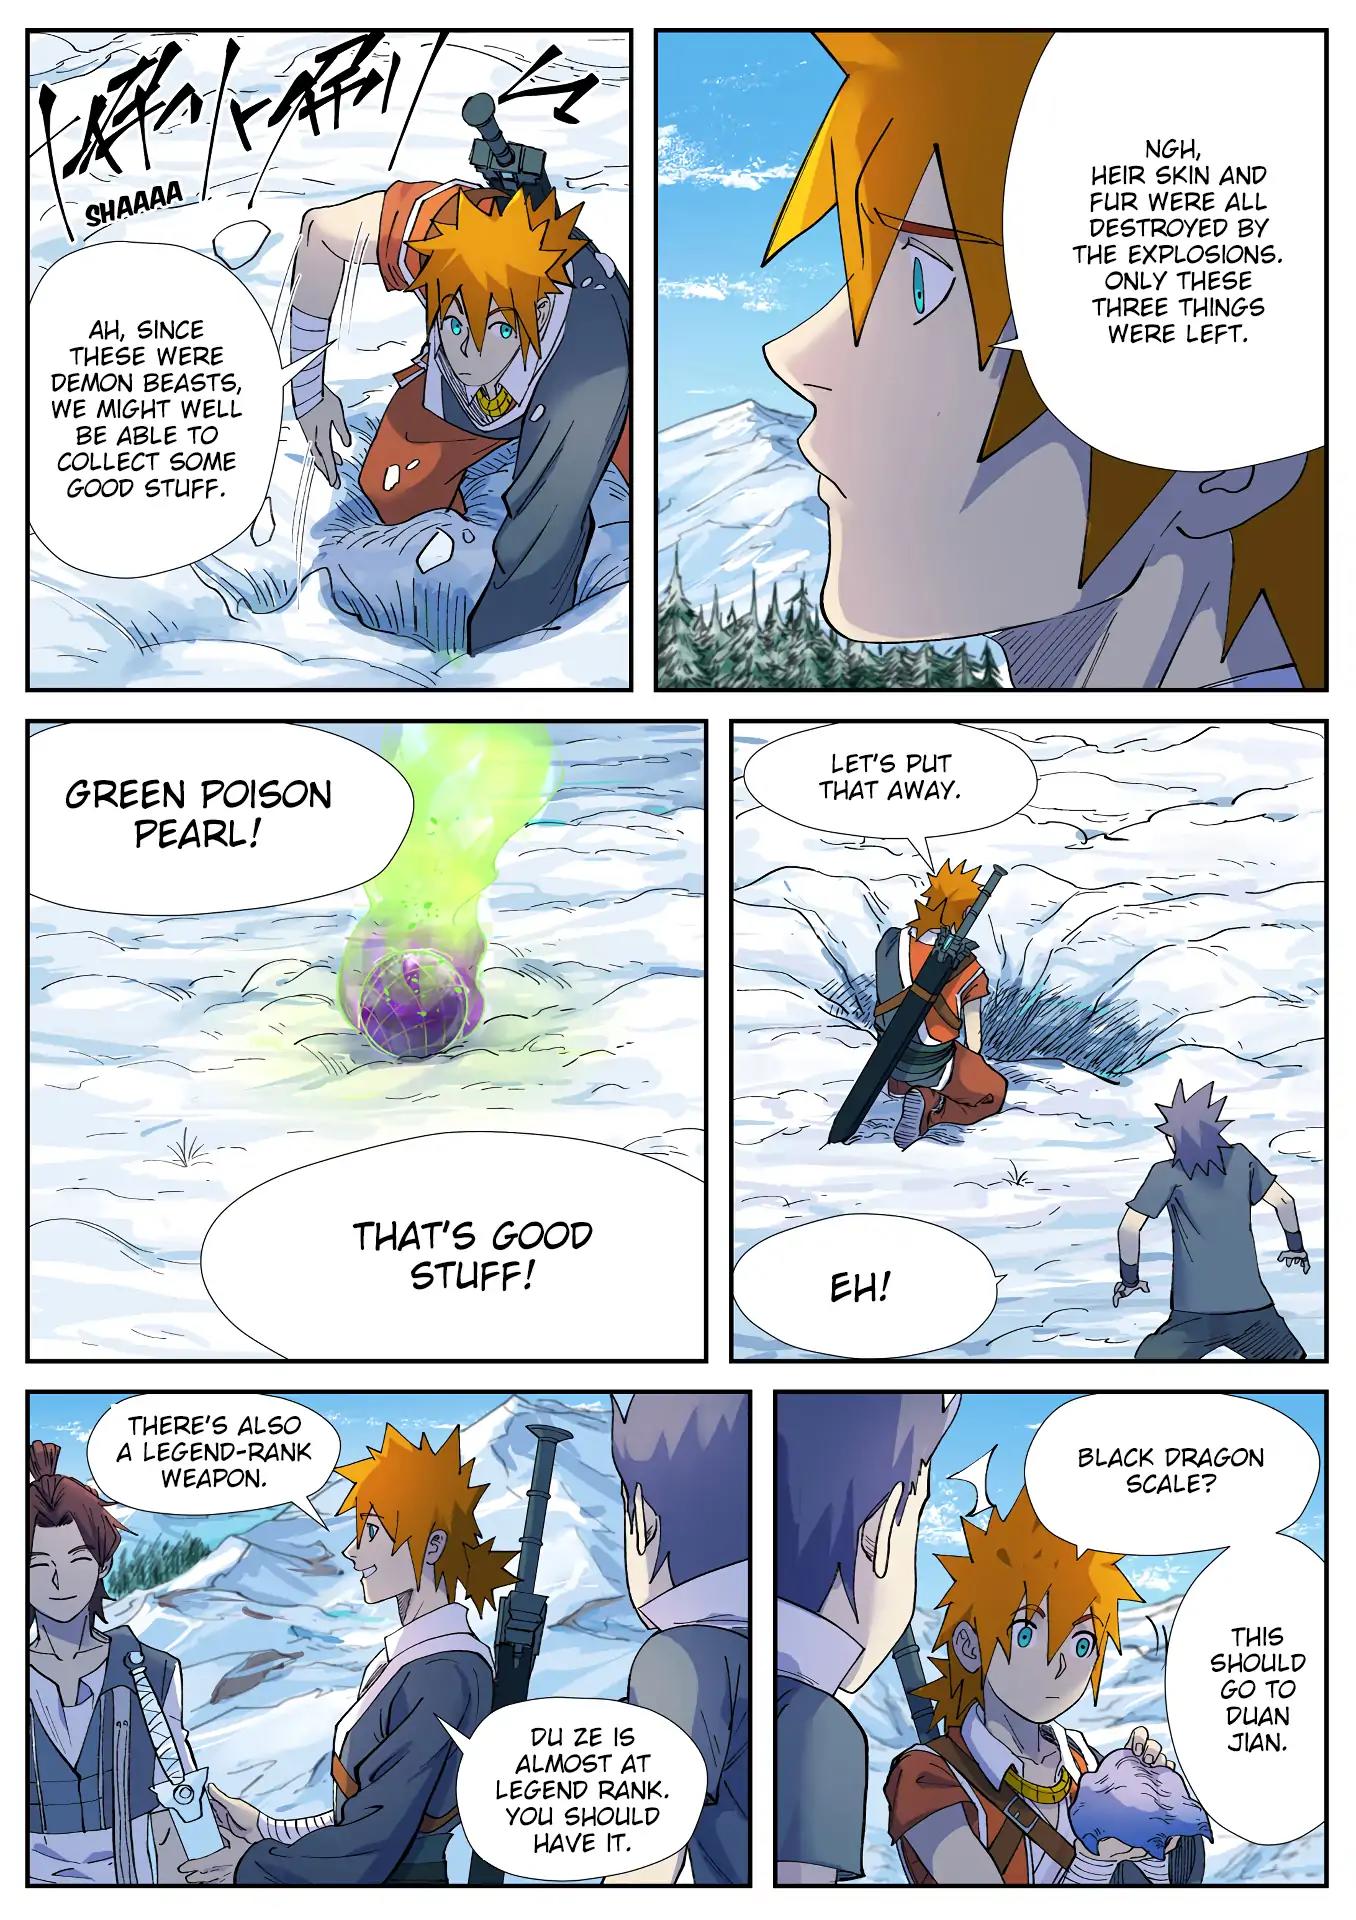 SHAAAA
AH, SINCE
THESE WERE
DEMON BEASTS,
WE MIGHT WELL
BE ABLE TO
COLLECT SOME
GOOD STUFF.
NGH,
HEIR SKIN AND
FUR WERE ALL
DESTROYED BY
THE EXPLOSIONS.
ONLY THESE
THREE THINGS
WERE LEFT.
GREEN POISON
PEARL!
THAT'S GOOD
STUFF!
LET'S PUT
THAT AWAY.
EH!
THERE'S ALSO
A LEGEND-RANK
WEAPON.
DU ZE IS
ALMOST AT
LEGEND RANK.
YOU SHOULD
HAVE IT.
BLACK DRAGON
SCALE?
THIS
SHOULD
GO TO
DUAN
JIAN.